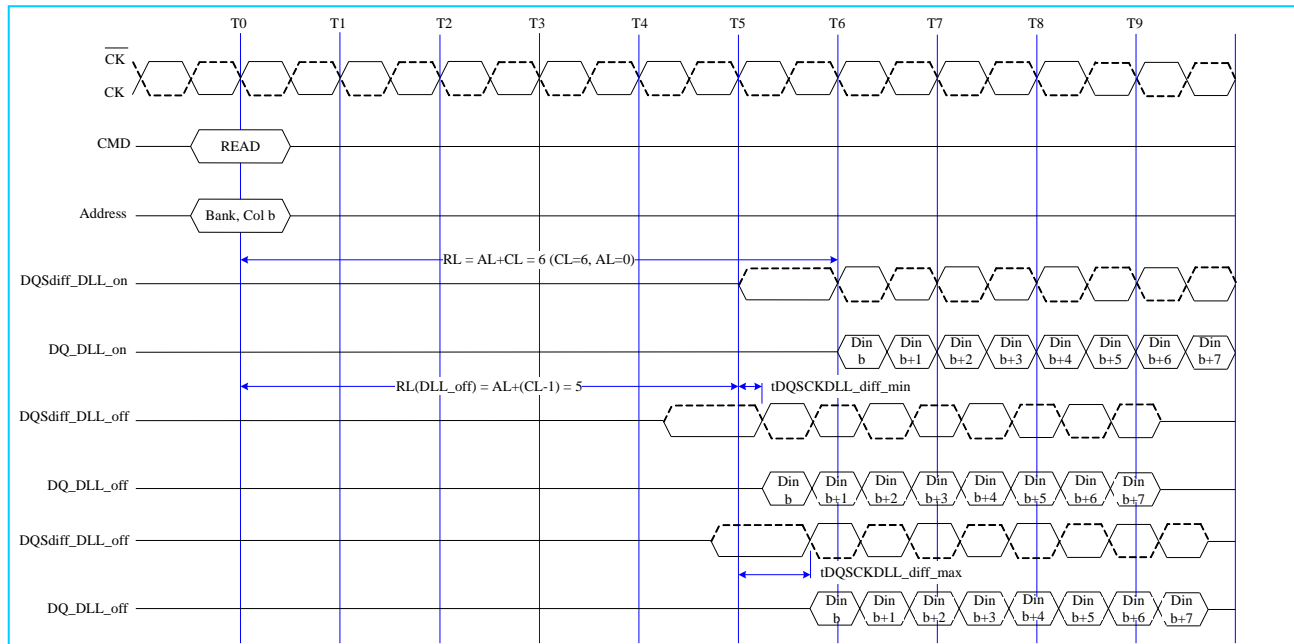 T0 T1 T2 T3 T4 T5 T6 T7 T8 T9
CK
CK
CMD
READ
Address
Bank, Col b
RL = AL+CL = 6 (CL=6, AL=0)
DQSdiff_DLL_on
DQ_DLL_on
Din b Din b+1 Din b+2 Din b+3 Din b+4 Din b+5 Din b+6 Din b+7
RL(DLL_off) = AL+(CL-1) = 5
tDQSCKDLL_diff_min
DQSdiff_DLL_off
DQ_DLL_off
Din b Din b+1 Din b+2 Din b+3 Din b+4 Din b+5 Din b+6 Din b+7
DQSdiff_DLL_off
tDQSCKDLL_diff_max
DQ_DLL_off
Din b Din b+1 Din b+2 Din b+3 Din b+4 Din b+5 Din b+6 Din b+7